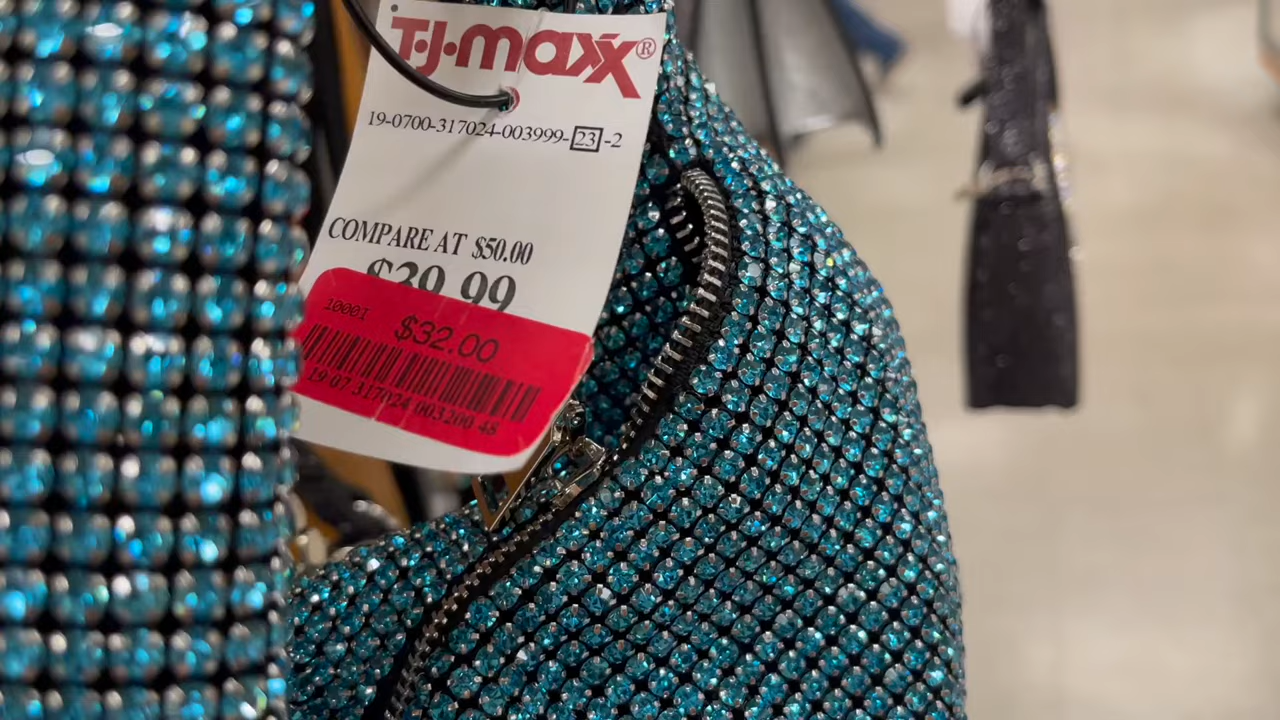 T·J·maxx®
19-0700-317024-003999-23-2
COMPARE AT $50.00
$39.99
10001
$32.00
19-07 317024 003200 48